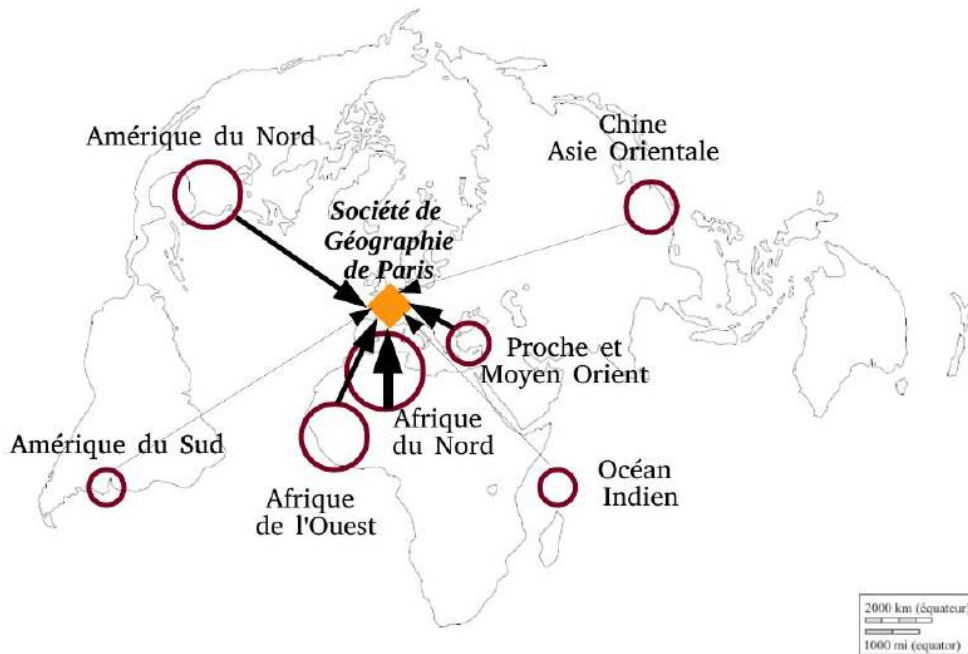 Amérique du Nord
Chine
Asie Orientale
Société de
Géographie
de Paris
Proche et
Moyen Orient
Afrique
du Nord
Amérique du Sud
Afrique
de l'Ouest
Océan
Indien
2000 km (équateur)
1000 mi (equator)